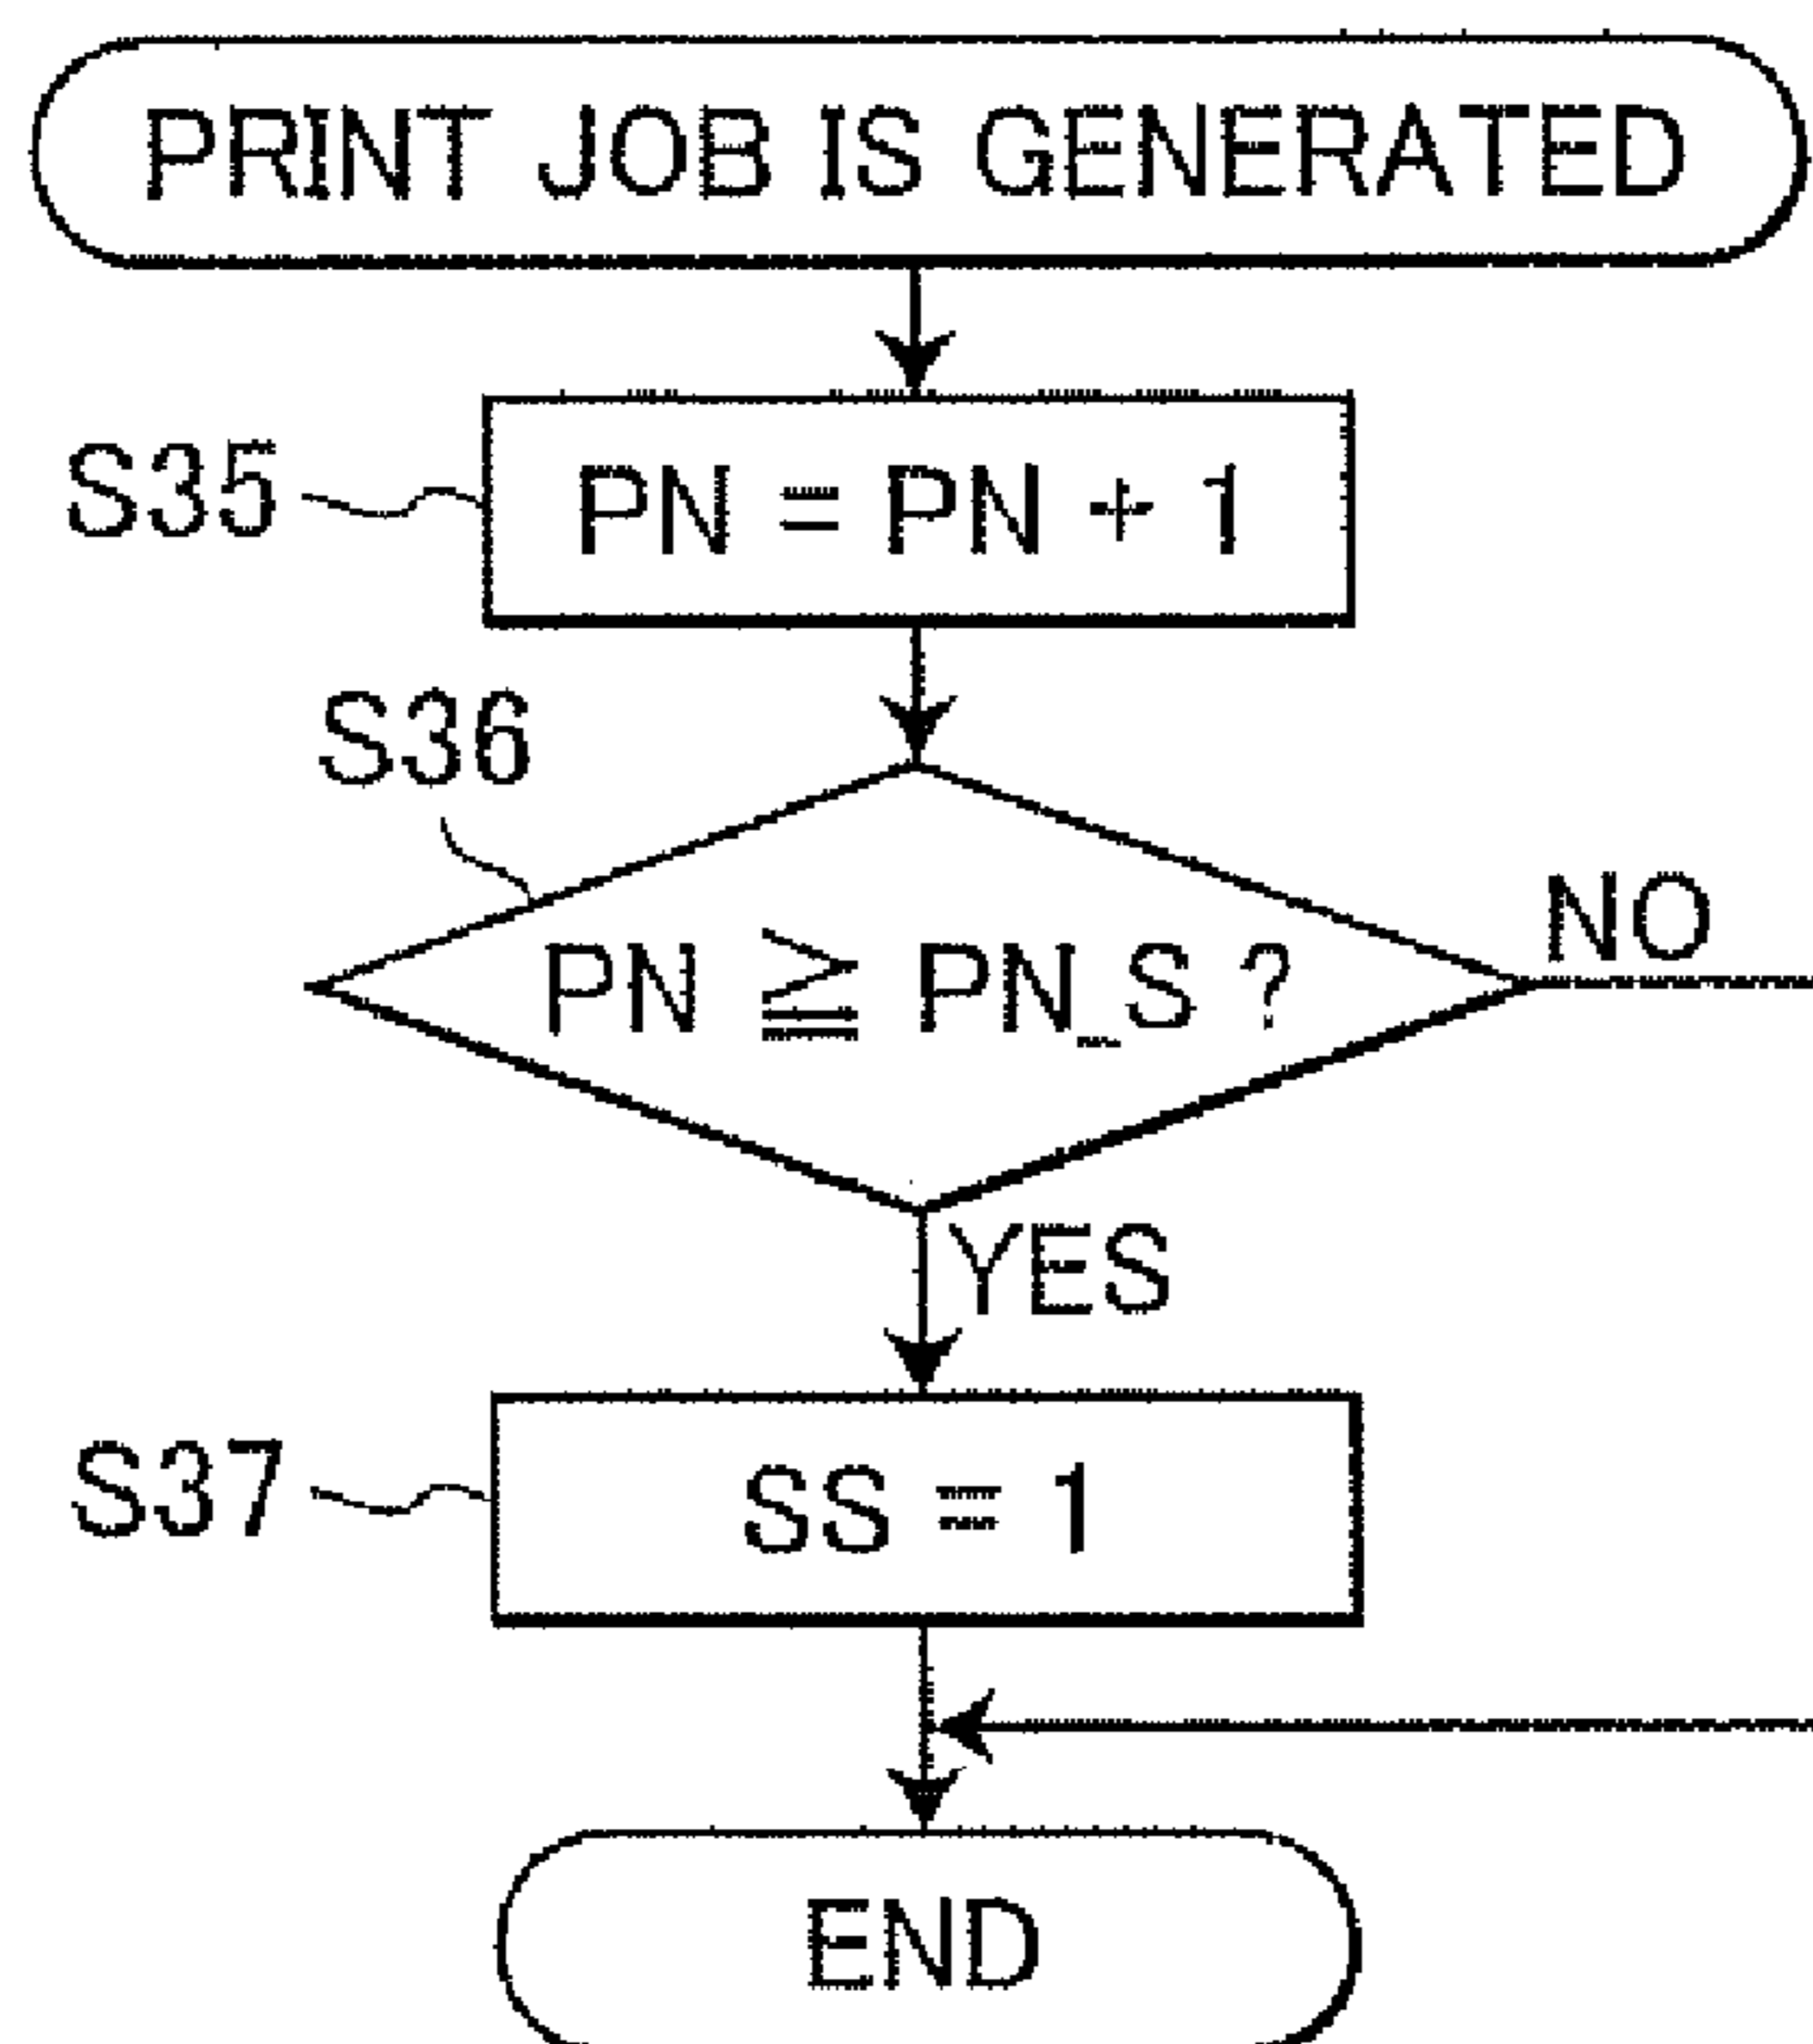 PRINT JOB IS GENERATED
S35
PN = PN + 1
S36
PN ≧ PN_S?
NO
YES
S37
SS = 1
END